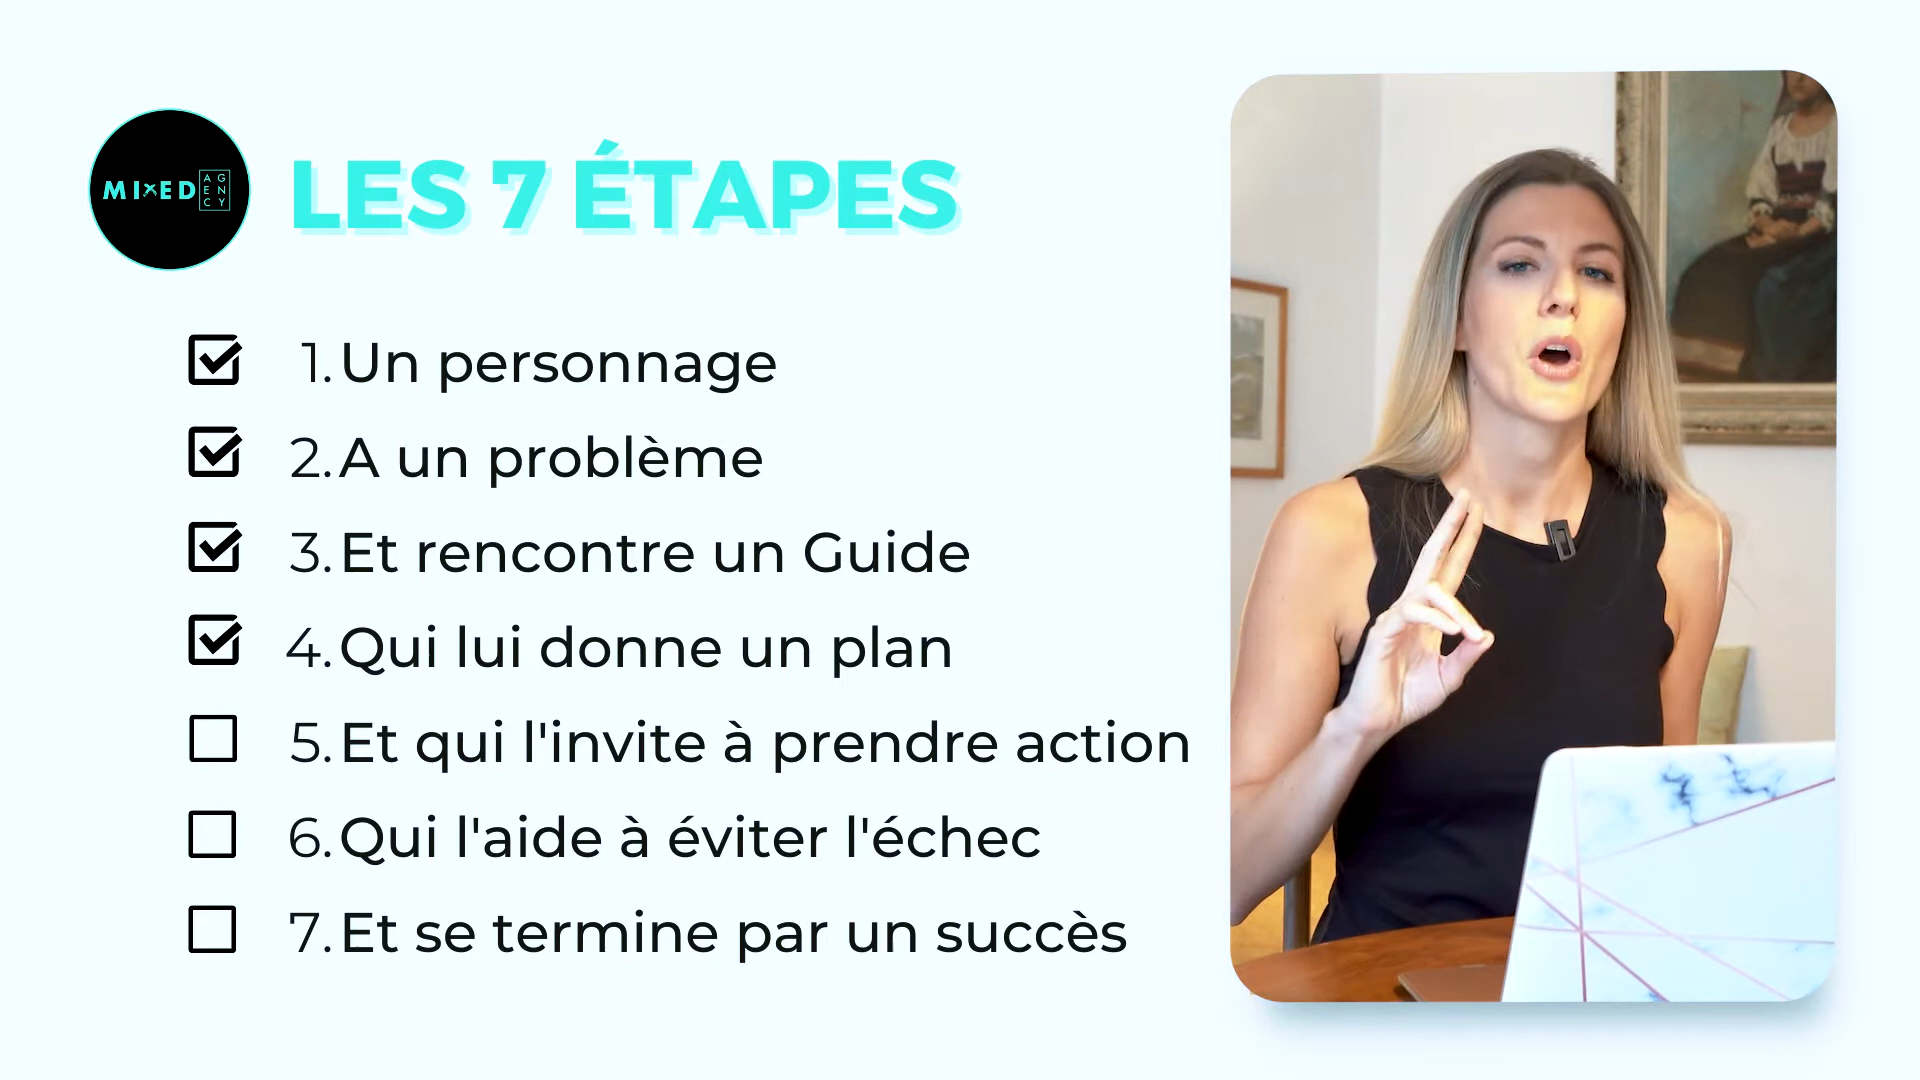 MIXED AGENCY
LES 7 ÉTAPES
1. Un personnage
2. A un problème
3. Et rencontre un Guide
4. Qui lui donne un plan
5. Et qui l'invite à prendre action
6. Qui l'aide à éviter l'échec
7. Et se termine par un succès